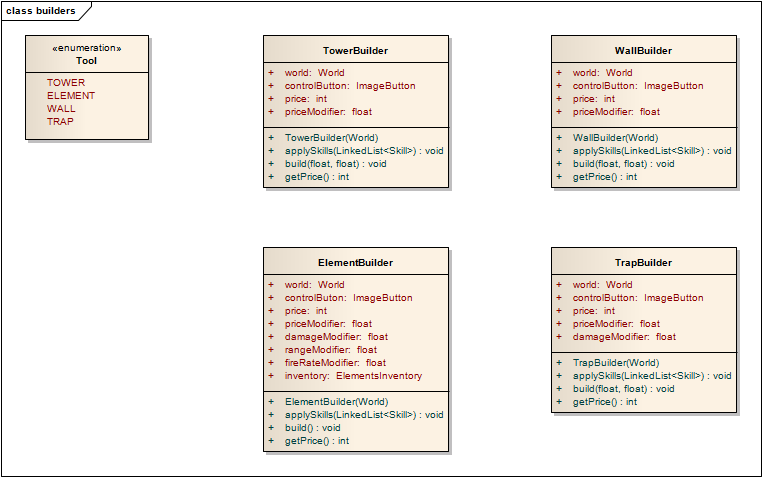 class builders
«enumeration»
Tool
TOWER
ELEMENT
WALL
TRAP
TowerBuilder
+ world: World
+ controlButton: ImageButton
+ price: int
+ priceModifier: float
+ TowerBuilder(World)
+ applySkills(LinkedList<Skill>) : void
+ build(float, float) : void
+ getPrice() : int
WallBuilder
+ world: World
+ controlButton: ImageButton
+ price: int
+ priceModifier: float
+ WallBuilder(World)
+ applySkills(LinkedList<Skill>) : void
+ build(float, float) : void
+ getPrice() : int
ElementBuilder
+ world: World
+ controlButon: ImageButton
+ price: int
+ priceModifier: float
+ damageModifier: float
+ rangeModifier: float
+ fireRateModifier: float
+ inventory: ElementsInventory
+ ElementBuilder(World)
+ applySkills(LinkedList<Skill>) : void
+ build() : void
+ getPrice() : int
TrapBuilder
+ world: World
+ controlButton: ImageButton
+ price: int
+ priceModifier: float
+ damageModifier: float
+ TrapBuilder(World)
+ applySkills(LinkedList<Skill>) : void
+ build(float, float) : void
+ getPrice() : int